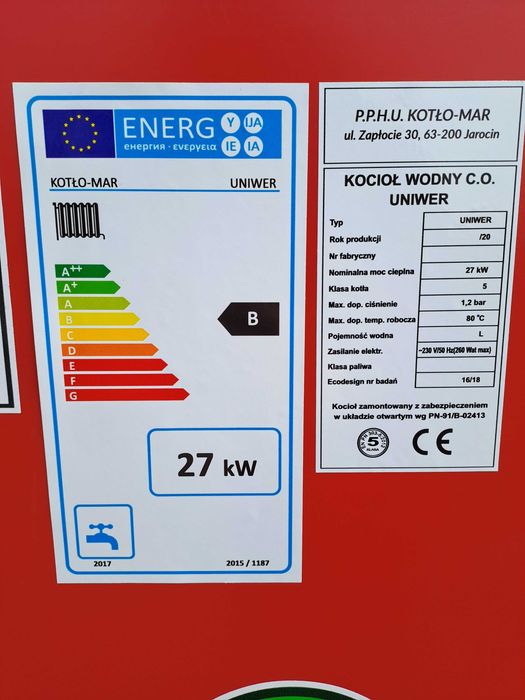 ENERG Y IJA
енергия · ενεργεια IE IA
KOTŁO-MAR UNIWER
A++
A+
A
B
C
D
E
F
G
B
27 kW
2017 2015 / 1187
P.P.H.U. KOTŁO-MAR
ul. Zapłocie 30, 63-200 Jarocin
KOCIOŁ WODNY C.O.
UNIWER
Typ UNIWER
Rok produkcji /20
Nr fabryczny
Nominalna moc cieplna 27 kW
Klasa kotła 5
Max. dop. ciśnienie 1,2 bar
Max. dop. temp. robocza 80 °C
Pojemność wodna L
Zasilanie elektr. ~230 V/50 Hz(260 Wat max)
Klasa paliwa
Ecodesign nr badań 16/18
Kocioł zamontowany z zabezpieczeniem
w układzie otwartym wg PN-91/B-02413
5
KLASA
CE